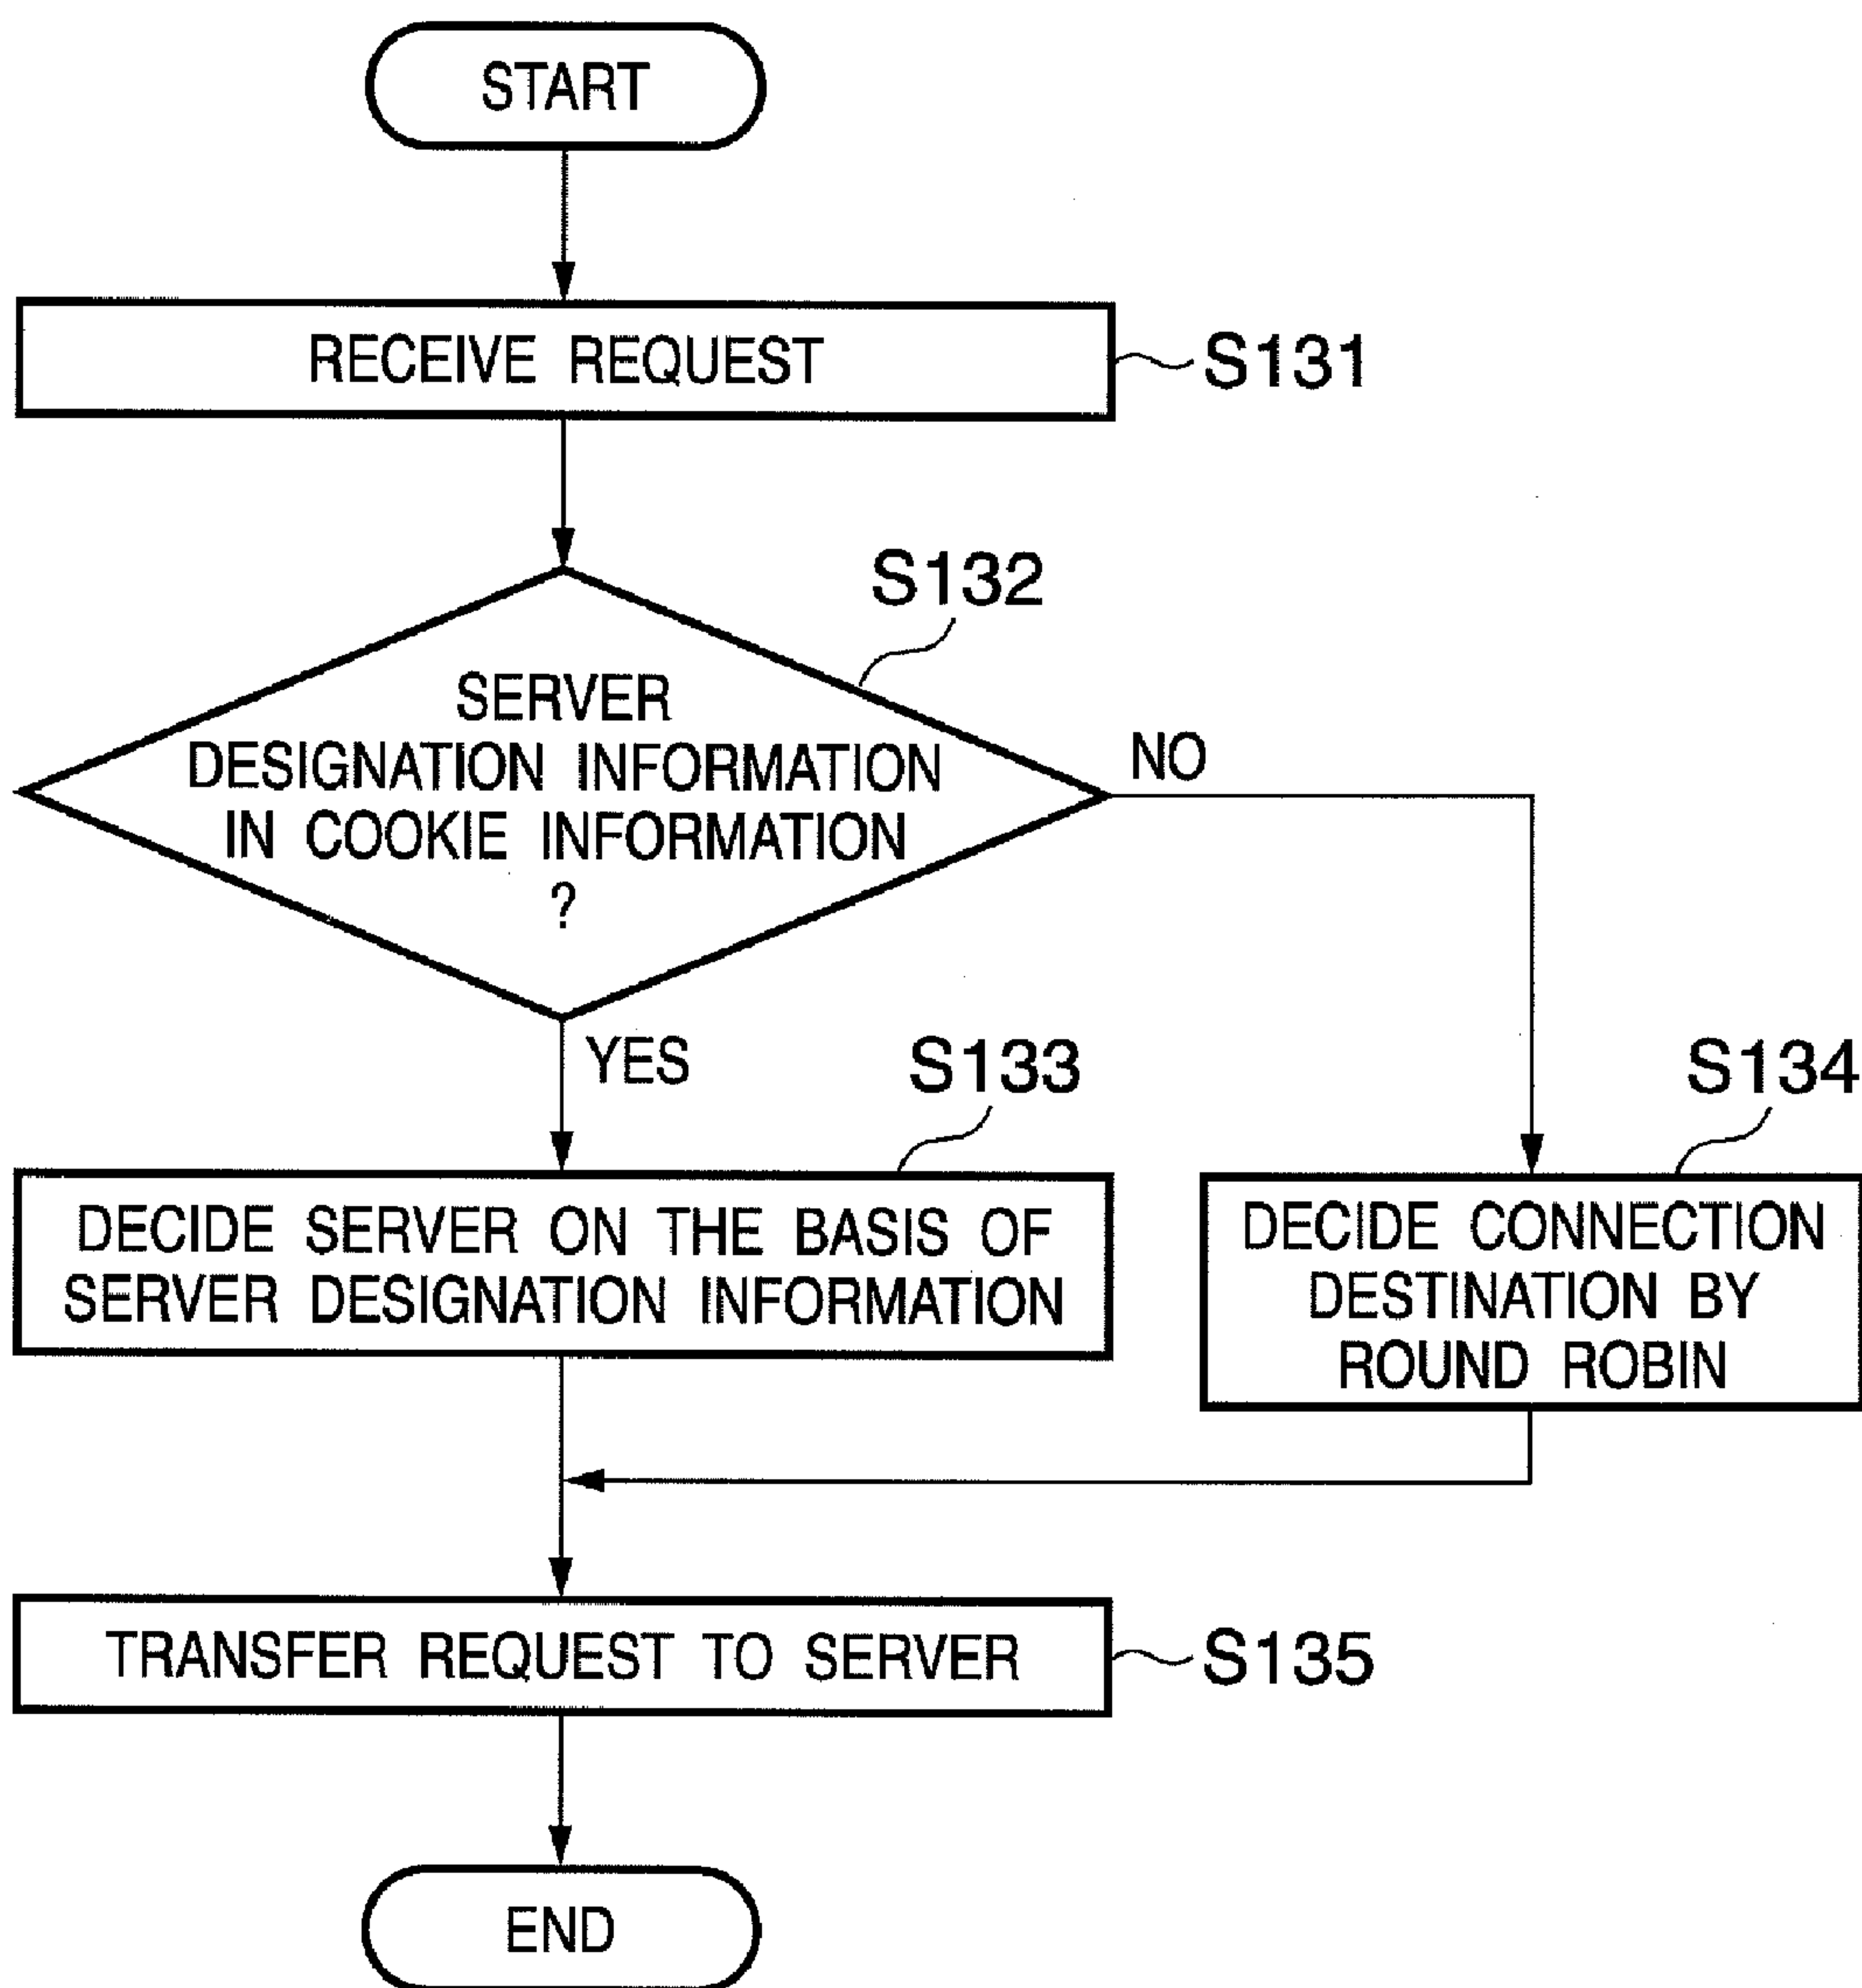 START
RECEIVE REQUEST
S131
S132
SERVER
DESIGNATION INFORMATION
IN COOKIE INFORMATION
?
NO
YES
S133
S134
DECIDE SERVER ON THE BASIS OF
SERVER DESIGNATION INFORMATION
DECIDE CONNECTION
DESTINATION BY
ROUND ROBIN
TRANSFER REQUEST TO SERVER
S135
END